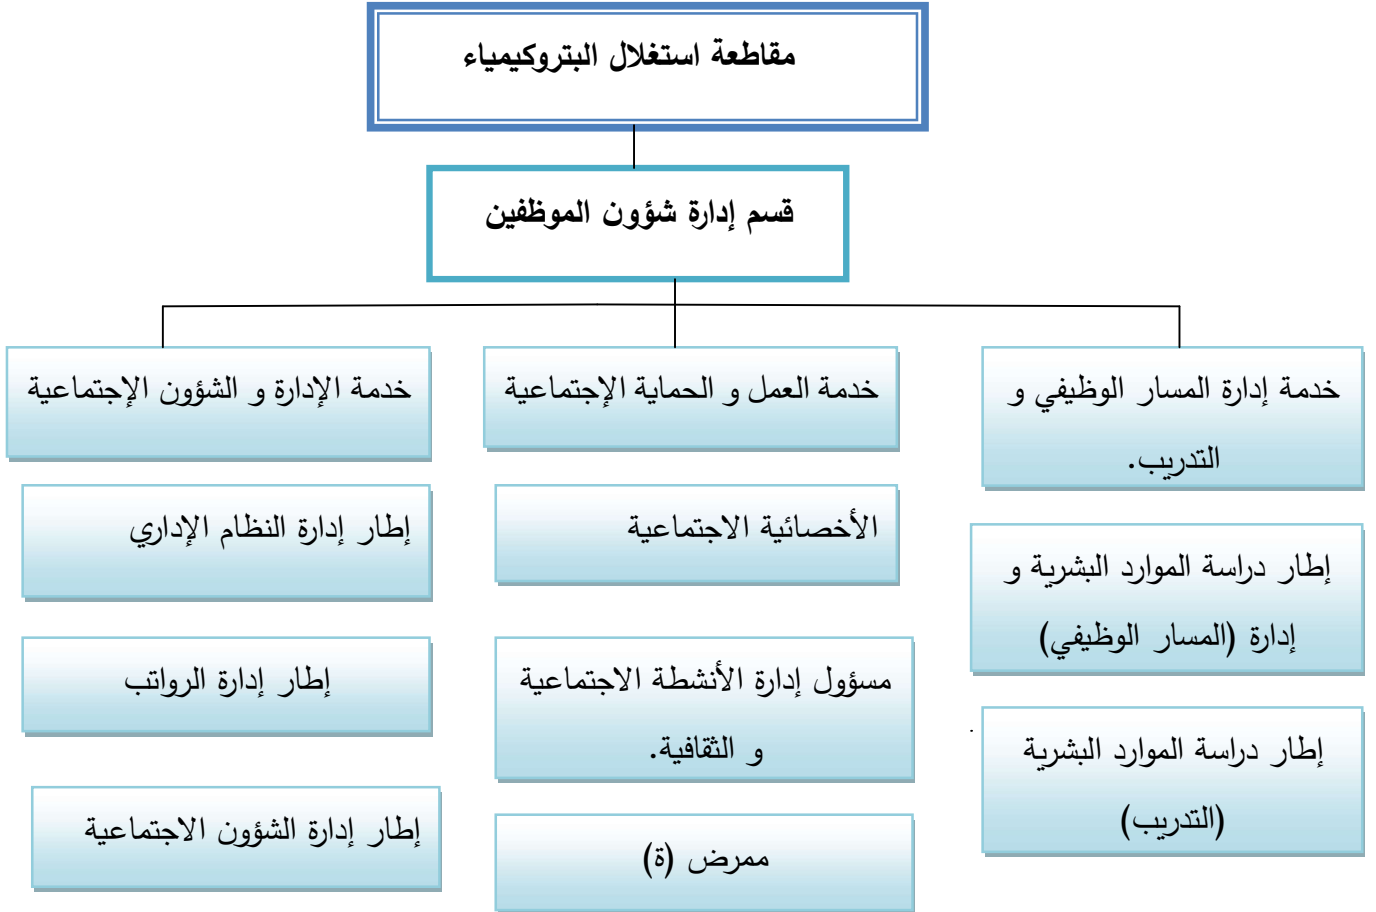 مقاطعة استغلال البتروكيمياء
قسم إدارة شؤون الموظفين
خدمة إدارة المسار الوظيفي و
التدريب.
إطار دراسة الموارد البشرية و
إدارة (المسار الوظيفي)
إطار دراسة الموارد البشرية
(التدريب)
خدمة العمل و الحماية الإجتماعية
الأخصائية الاجتماعية
مسؤول إدارة الأنشطة الاجتماعية
و الثقافية.
ممرض (ة)
خدمة الإدارة و الشؤون الإجتماعية
إطار إدارة النظام الإداري
إطار إدارة الرواتب
إطار إدارة الشؤون الاجتماعية